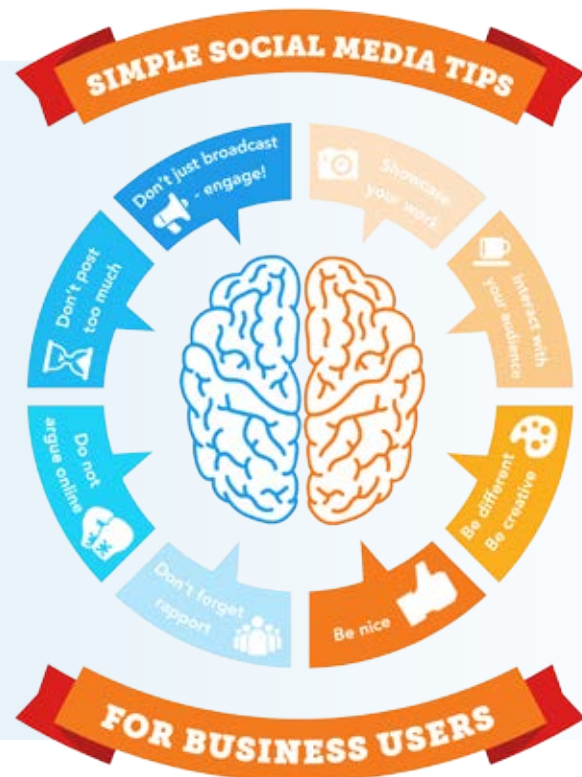 SIMPLE SOCIAL MEDIA TIPS
Don't just broadcast
- engage!
Showcase
your work
Don't post
too much
Interact with
your audience
Do not
argue online
Be different
Be creative
Don't forget
rapport
Be nice
FOR BUSINESS USERS